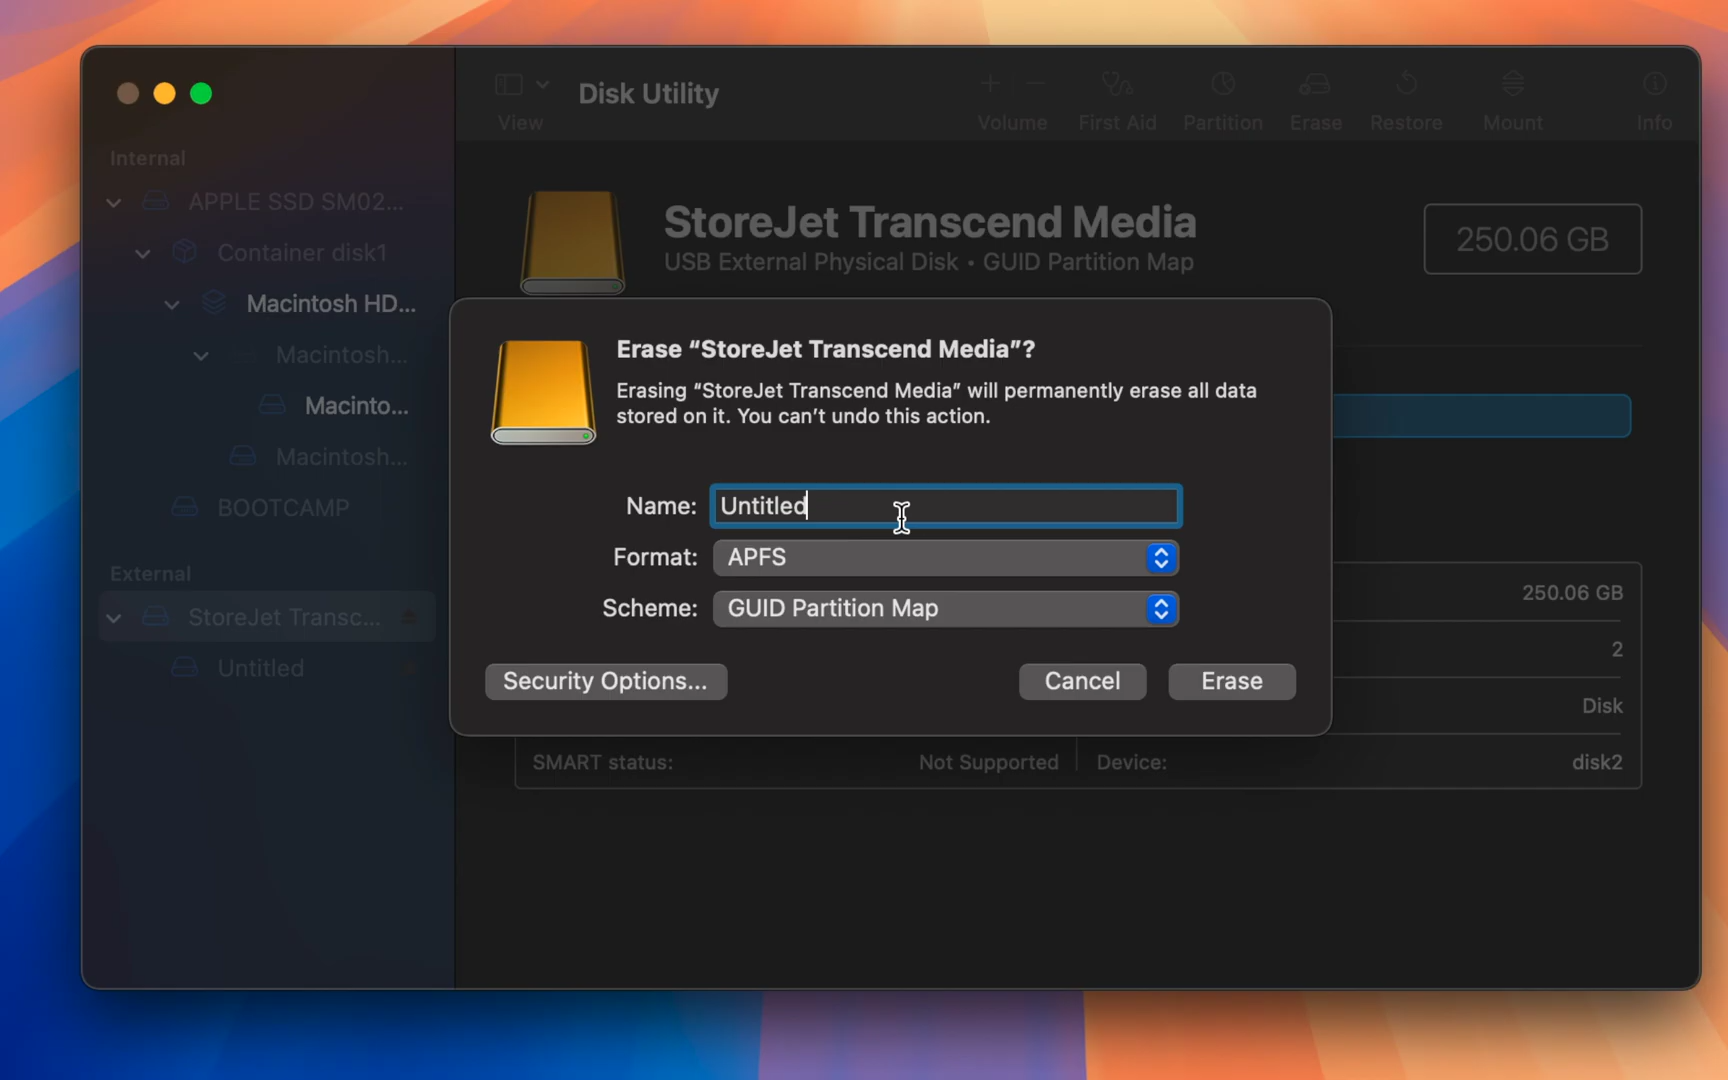 View
Disk Utility
Volume
First Aid
Partition
Erase
Restore
Mount
Info
Internal
APPLE SSD SM02...
Container disk1
Macintosh HD...
Macintosh...
Macinto...
Macintosh...
BOOTCAMP
External
StoreJet Transc...
Untitled
StoreJet Transcend Media
USB External Physical Disk • GUID Partition Map
250.06 GB
Erase “StoreJet Transcend Media”?
Erasing “StoreJet Transcend Media” will permanently erase all data
stored on it. You can’t undo this action.
Name: Untitled
Format: APFS
Scheme: GUID Partition Map
Security Options...
Cancel
Erase
250.06 GB
2
Disk
SMART status: Not Supported
Device: disk2